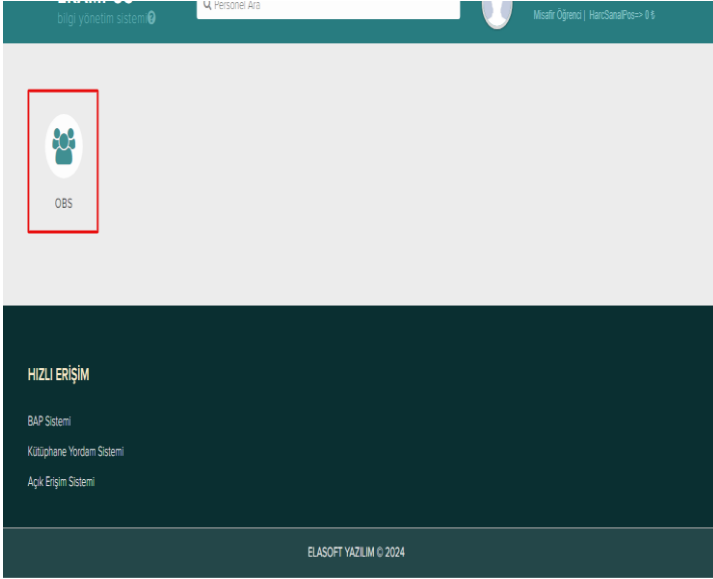 bilgi yönetim sistemi
Personel Ara
Misafir Öğrenci | HarcSanalPos=> 0 ₺
OBS
HIZLI ERİŞİM
BAP Sistemi
Kütüphane Yordam Sistemi
Açık Erişim Sistemi
ELASOFT YAZILIM © 2024